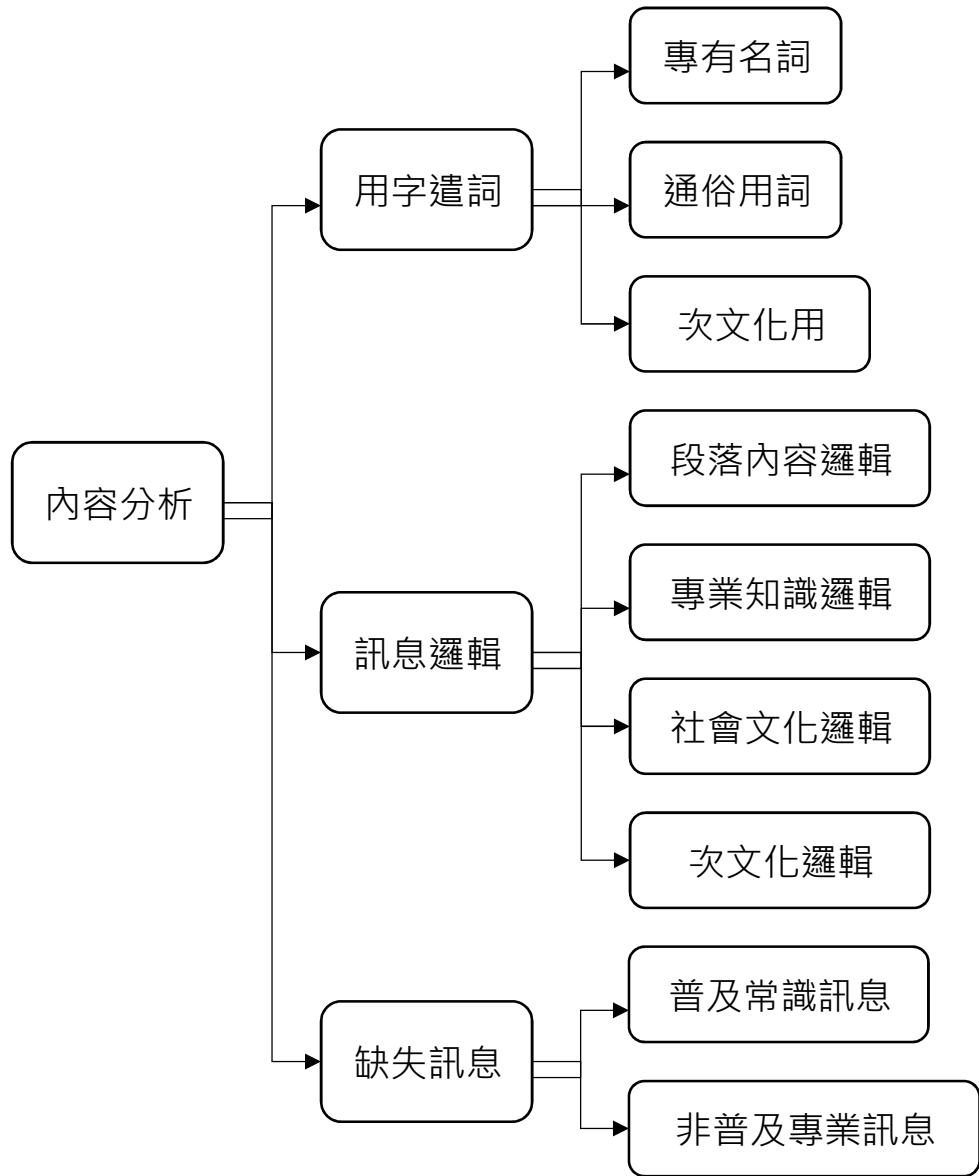 內容分析
用字遣詞
專有名詞
通俗用詞
次文化用
訊息邏輯
段落內容邏輯
專業知識邏輯
社會文化邏輯
次文化邏輯
缺失訊息
普及常識訊息
非普及專業訊息